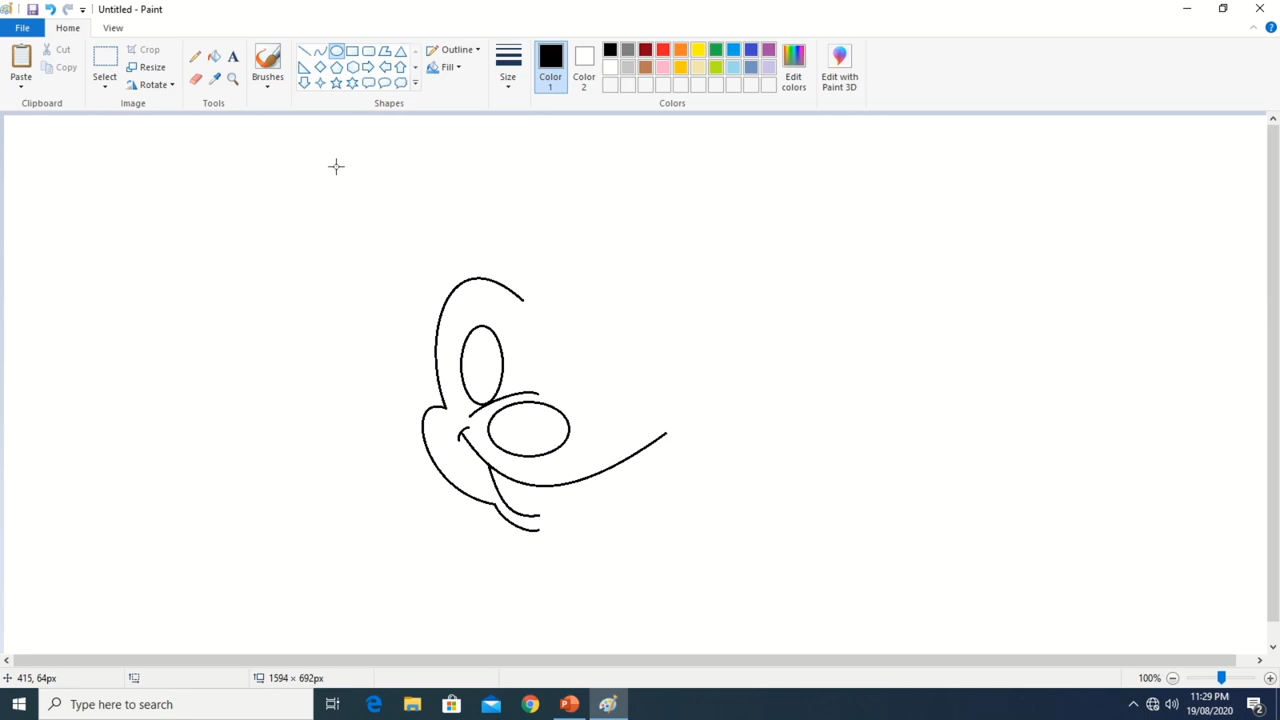 Untitled - Paint
File Home View
Paste
Cut
Copy
Clipboard
Select
Crop
Resize
Rotate
Image
A
Tools
Brushes
Outline
Fill
Shapes
Size
Color 1
Color 2
Edit colors
Colors
Edit with Paint 3D
415, 64px
1594 × 692px
100%
Type here to search
11:29 PM
19/08/2020
2